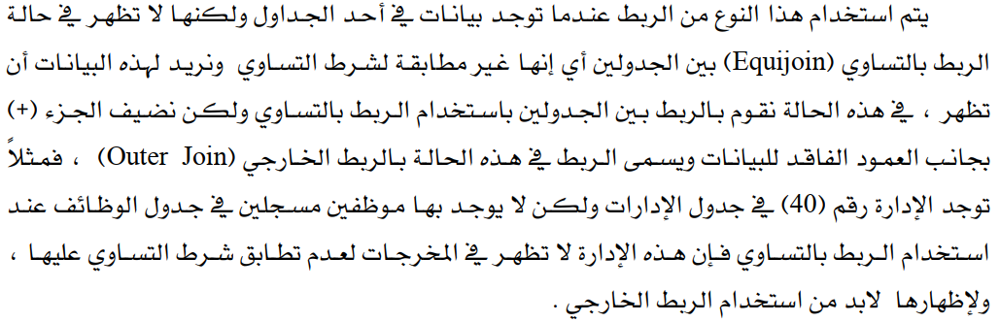 يتم استخدام هذا النوع من الربط عندما توجد بيانات في أحد الجداول ولكنها لا تظهر في حالة
الربط بالتساوي (Equijoin) بين الجدولين أي إنها غير مطابقة لشرط التساوي ونريد لهذه البيانات أن
تظهر ، في هذه الحالة نقوم بالربط بين الجدولين باستخدام الربط بالتساوي ولكن نضيف الجزء (+)
بجانب العمود الفاقد للبيانات ويسمى الربط في هذه الحالة بالربط الخارجي (Outer Join) ، فمثلاً
توجد الإدارة رقم (40) في جدول الإدارات ولكن لا يوجد بها موظفين مسجلين في جدول الوظائف عند
استخدام الربط بالتساوي فإن هذه الإدارة لا تظهر في المخرجات لعدم تطابق شرط التساوي عليها ،
ولإظهارها لابد من استخدام الربط الخارجي .